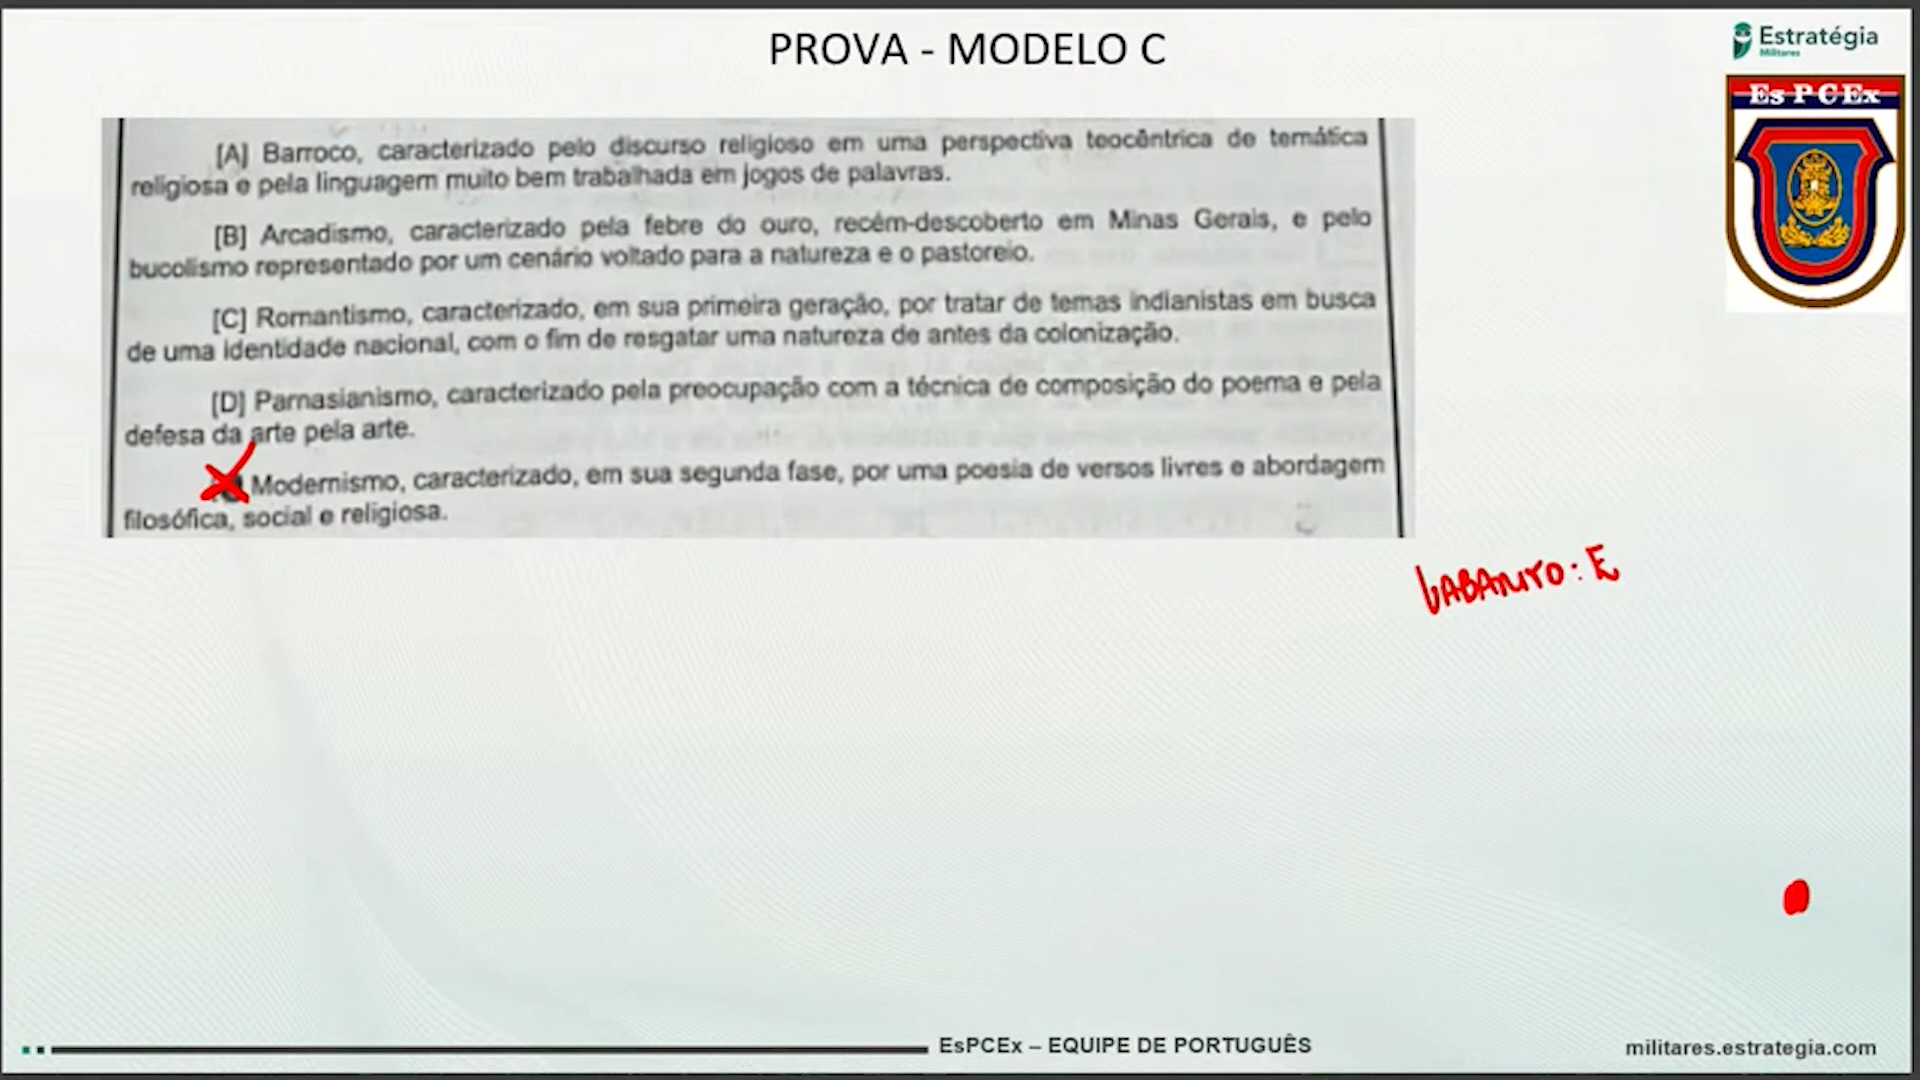 PROVA - MODELO C
Estratégia
Militares
EsPCEx
[A] Barroco, caracterizado pelo discurso religioso em uma perspectiva teocêntrica de temática
religiosa e pela linguagem muito bem trabalhada em jogos de palavras.
[B] Arcadismo, caracterizado pela febre do ouro, recém-descoberto em Minas Gerais, e pelo
bucolismo representado por um cenário voltado para a natureza e o pastoreio.
[C] Romantismo, caracterizado, em sua primeira geração, por tratar de temas indianistas em busca
de uma identidade nacional, com o fim de resgatar uma natureza de antes da colonização.
[D] Parnasianismo, caracterizado pela preocupação com a técnica de composição do poema e pela
defesa da arte pela arte.
Modernismo, caracterizado, em sua segunda fase, por uma poesia de versos livres e abordagem
filosófica, social e religiosa.
GABARITO: E
EsPCEx – EQUIPE DE PORTUGUÊS
militares.estrategia.com